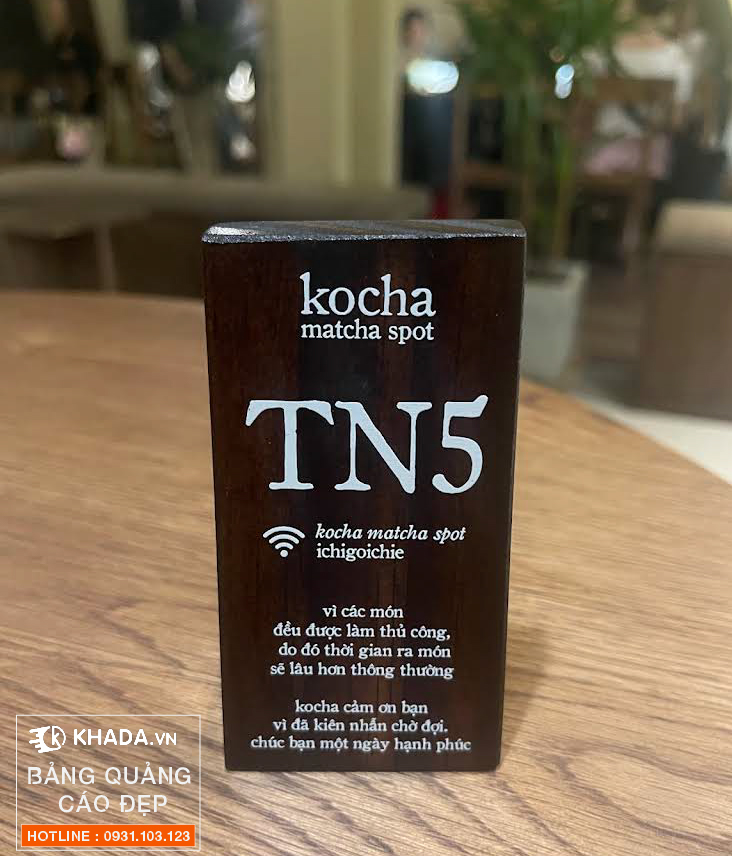 kocha
matcha spot
TN5
kocha matcha spot
ichigoichie
vì các món
đều được làm thủ công,
do đó thời gian ra món
sẽ lâu hơn thông thường
kocha cảm ơn bạn
vì đã kiên nhẫn chờ đợi.
chúc bạn một ngày hạnh phúc
KHADA.VN
BẢNG QUẢNG
CÁO ĐẸP
HOTLINE : 0931.103.123